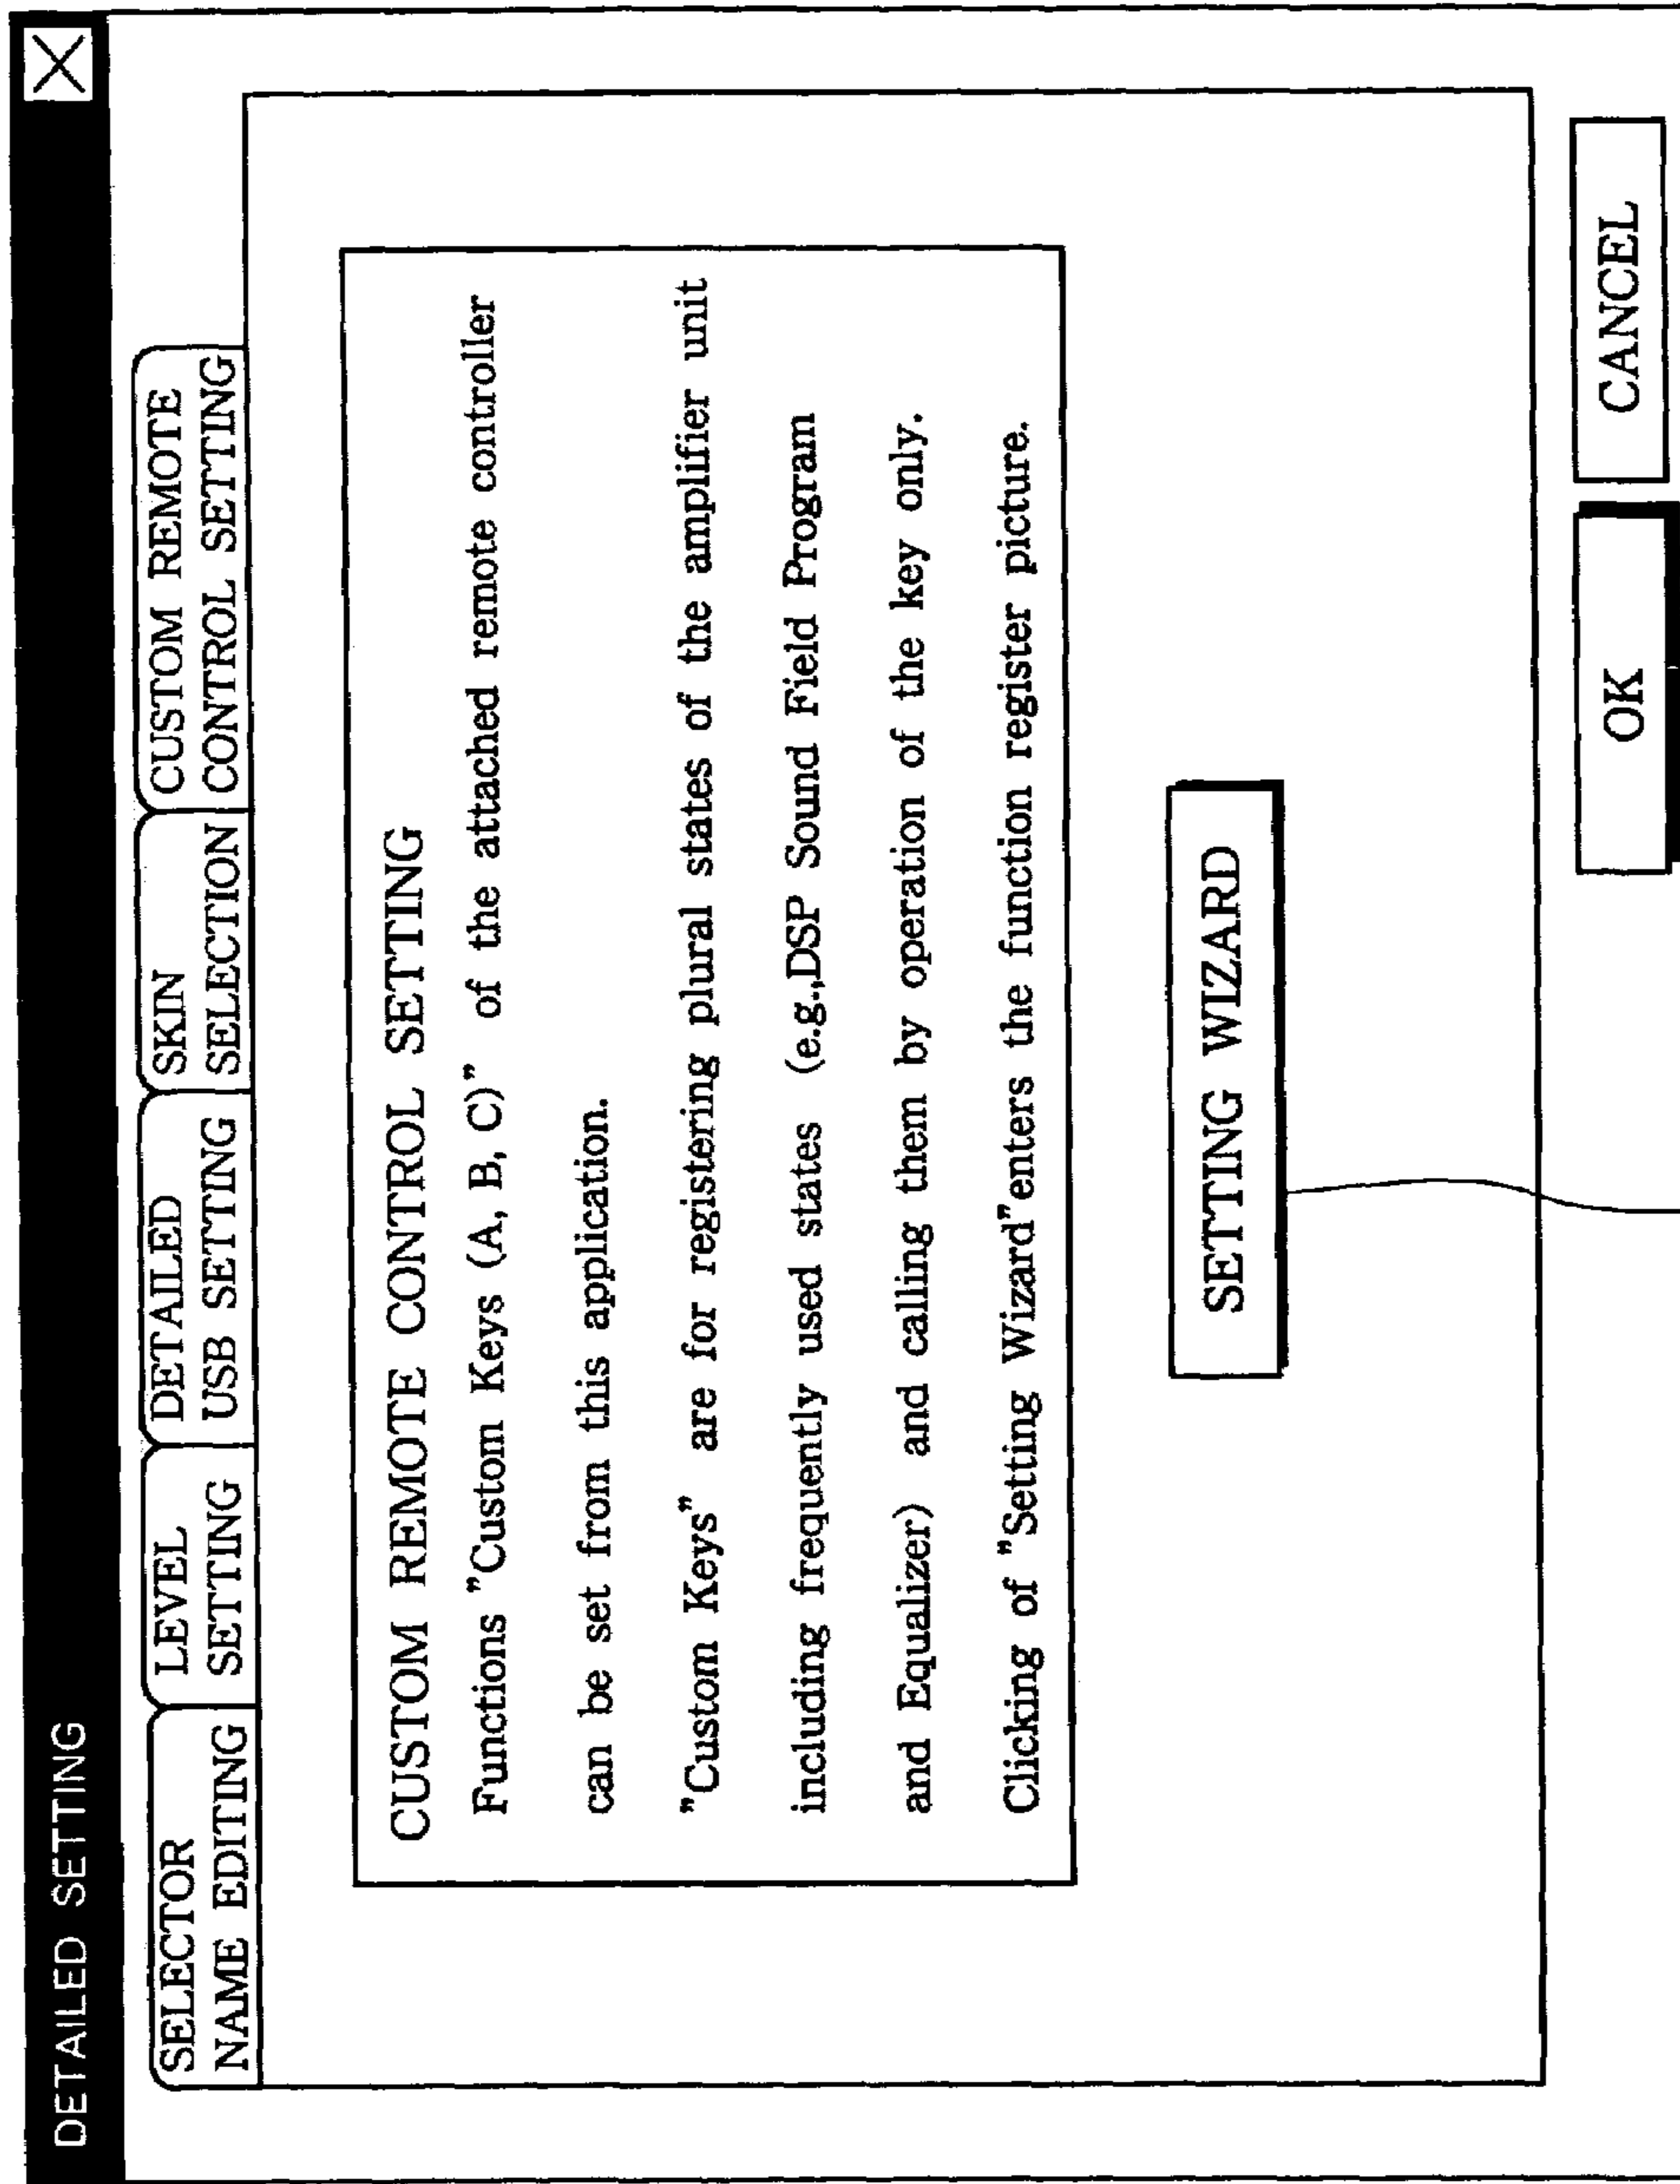 DETAILED SETTING
SELECTOR
NAME EDITING
LEVEL
SETTING
DETAILED
USB SETTING
SKIN
SELECTION
CUSTOM REMOTE
CONTROL SETTING
CUSTOM REMOTE CONTROL SETTING
Functions "Custom Keys (A, B, C)" of the attached remote controller
can be set from this application.
"Custom Keys" are for registering plural states of the amplifier unit
including frequently used states (e.g.,DSP Sound Field Program
and Equalizer) and calling them by operation of the key only.
Clicking of "Setting Wizard"enters the function register picture.
SETTING WIZARD
OK
CANCEL